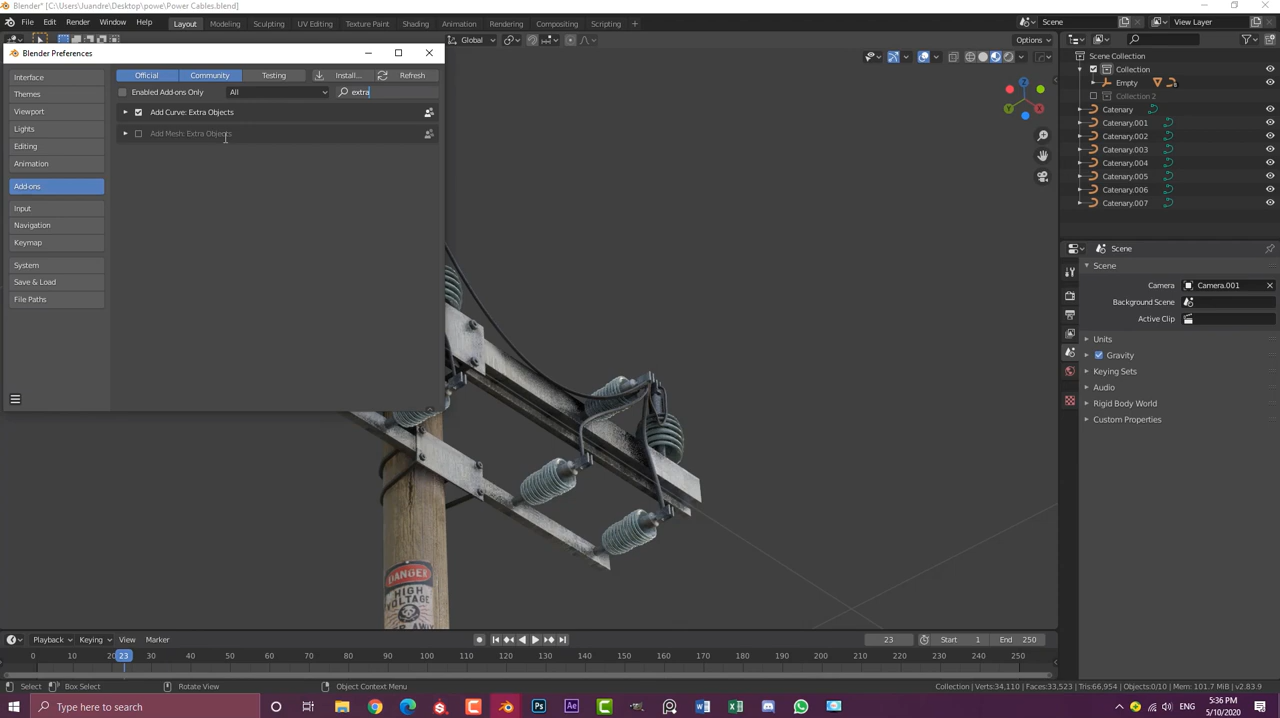 Blender* [C:\Users\Juandre\Desktop\powe\Power Cables.blend]
File Edit Render Window Help Layout Modeling Sculpting UV Editing Texture Paint Shading Animation Rendering Compositing Scripting + Scene View Layer
Blender Preferences
Global
Options
Interface
Themes
Viewport
Lights
Editing
Animation
Add-ons
Input
Navigation
Keymap
System
Save & Load
File Paths
Official Community Testing Install... Refresh
Enabled Add-ons Only All extra
Add Curve: Extra Objects
Add Mesh: Extra Objects
Z
Y
X
DANGER
HIGH
VOLTAGE
Scene Collection
Collection
Empty
Collection 2
Catenary
Catenary.001
Catenary.002
Catenary.003
Catenary.004
Catenary.005
Catenary.006
Catenary.007
Scene
Scene
Camera Camera.001
Background Scene
Active Clip
Units
Gravity
Keying Sets
Audio
Rigid Body World
Custom Properties
Playback Keying View Marker 23 Start 1 End 250
0 10 20 23 30 40 50 60 70 80 90 100 110 120 130 140 150 160 170 180 190 200 210 220 230 240 250
Select Box Select Rotate View Object Context Menu Collection | Verts:34,110 | Faces:33,523 | Tris:66,954 | Objects:0/10 | Mem: 101.7 MiB | v2.83.9
Type here to search
ENG
5:36 PM
5/10/2020